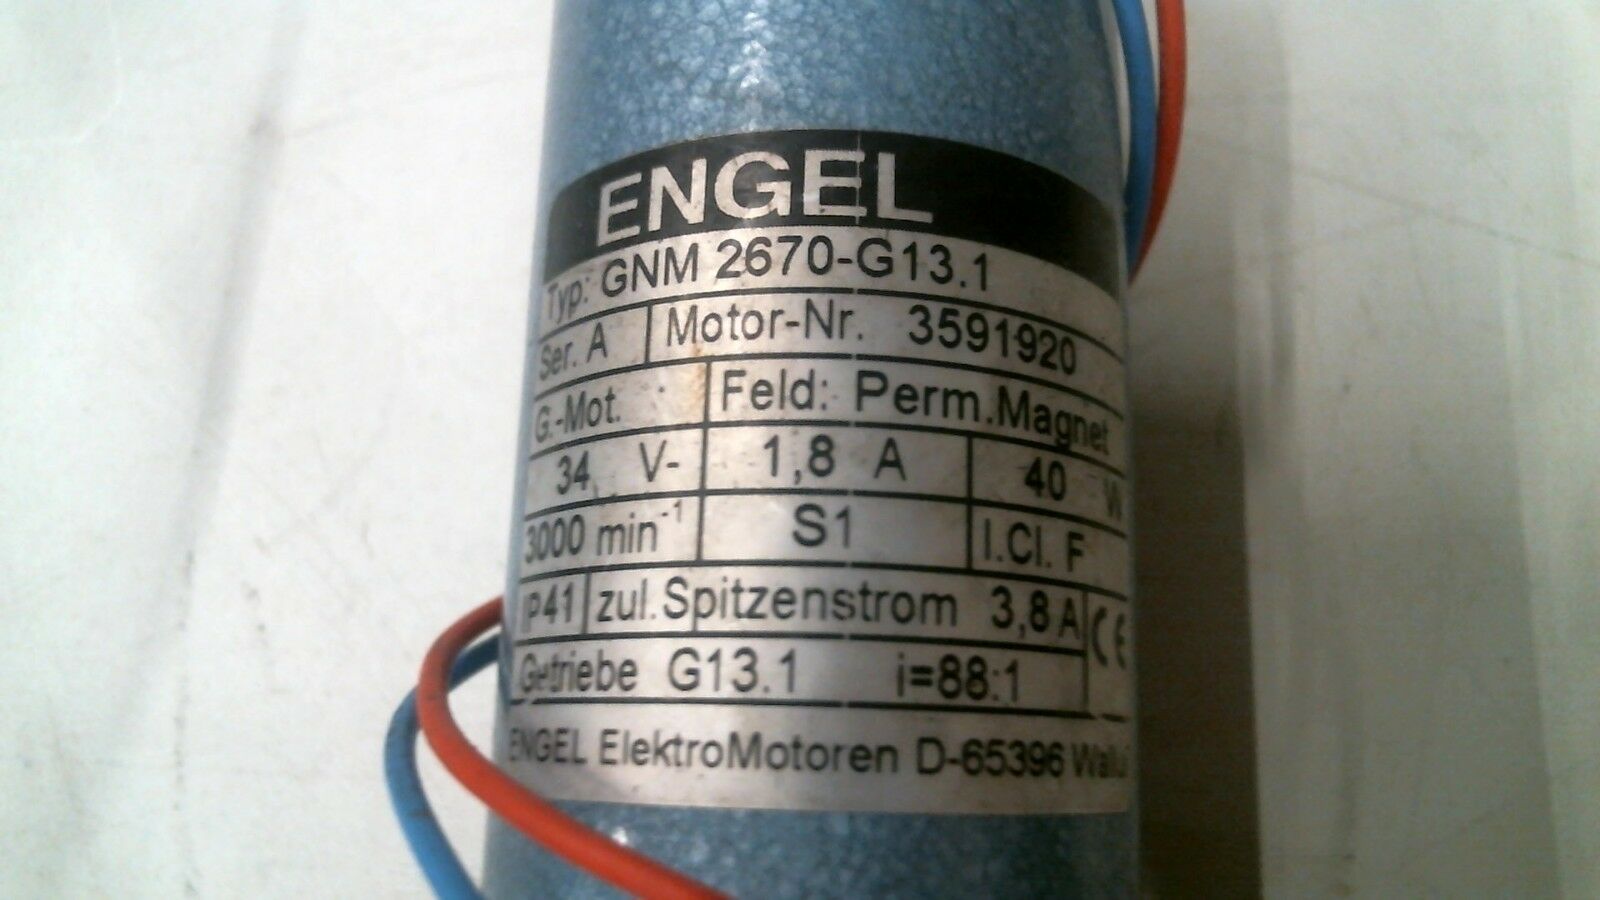 ENGEL
Typ: GNM 2670-G13.1
Ser. A Motor-Nr. 3591920
G.-Mot. Feld: Perm.Magnet
34 V- 1,8 A 40 W
3000 min⁻¹ S1 I.Cl. F
IP41 zul.Spitzenstrom 3,8 A CE
Getriebe G13.1 i=88:1
ENGEL ElektroMotoren D-65396